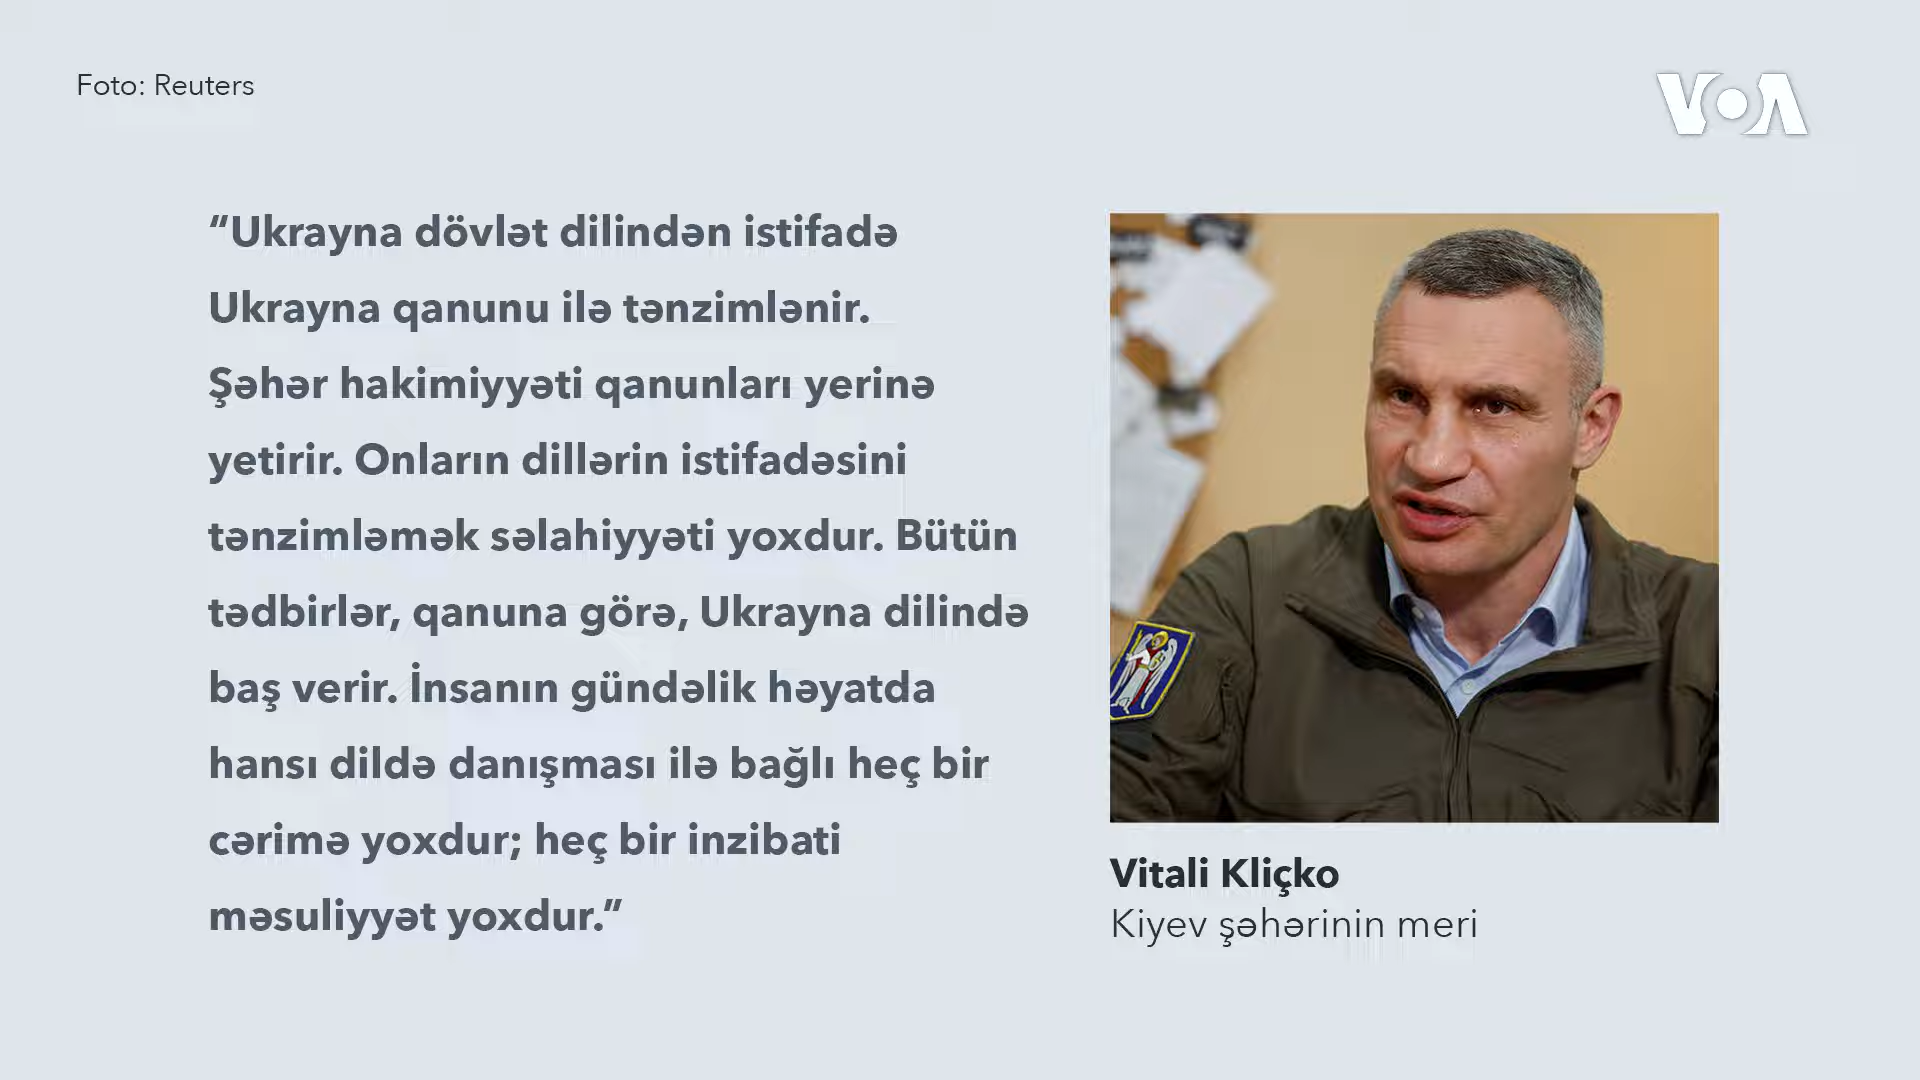 Foto: Reuters
VOA
“Ukrayna dövlət dilindən istifadə
Ukrayna qanunu ilə tənzimlənir.
Şəhər hakimiyyəti qanunları yerinə
yetirir. Onların dillərin istifadəsini
tənzimləmək səlahiyyəti yoxdur. Bütün
tədbirlər, qanuna görə, Ukrayna dilində
baş verir. İnsanın gündəlik həyatda
hansı dildə danışması ilə bağlı heç bir
cərimə yoxdur; heç bir inzibati
məsuliyyət yoxdur.”
Vitali Kliçko
Kiyev şəhərinin meri